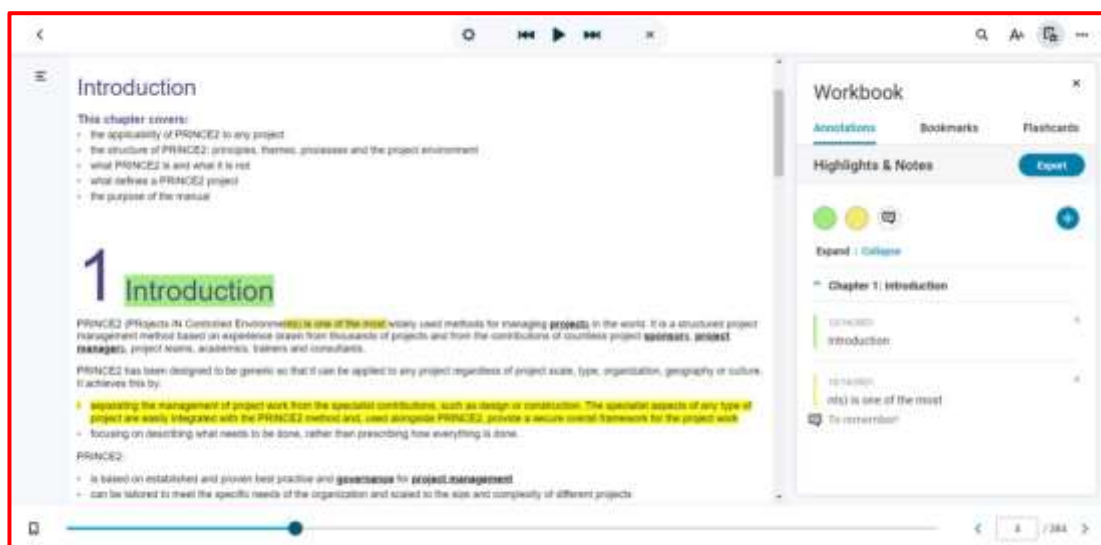 Introduction
This chapter covers:
the applicability of PRINCE2 to any project
the structure of PRINCE2: principles, themes, processes and the project environment
what PRINCE2 is and what it is not
what defines a PRINCE2 project
the purpose of the manual
1 Introduction
PRINCE2 (PRojects IN Controlled Environments) is one of the most widely used methods for managing projects in the world. It is a structured project
management method based on experience drawn from thousands of projects and from the contributions of countless project sponsors, project
managers, project teams, academics, trainers and consultants.
PRINCE2 has been designed to be generic so that it can be applied to any project regardless of project scale, type, organization, geography or culture.
It achieves this by:
separating the management of project work from the specialist contributions, such as design or construction. The specialist aspects of any type of
project are easily integrated with the PRINCE2 method and, used alongside PRINCE2, provide a secure overall framework for the project work
focusing on describing what needs to be done, rather than prescribing how everything is done.
PRINCE2:
is based on established and proven best practice and governance for project management
can be tailored to meet the specific needs of the organization and scaled to the size and complexity of different projects
Workbook
Annotations Bookmarks Flashcards
Highlights & Notes Export
Expand | Collapse
Chapter 1: Introduction
Introduction
nts) is one of the most
To remember!
4 / 384